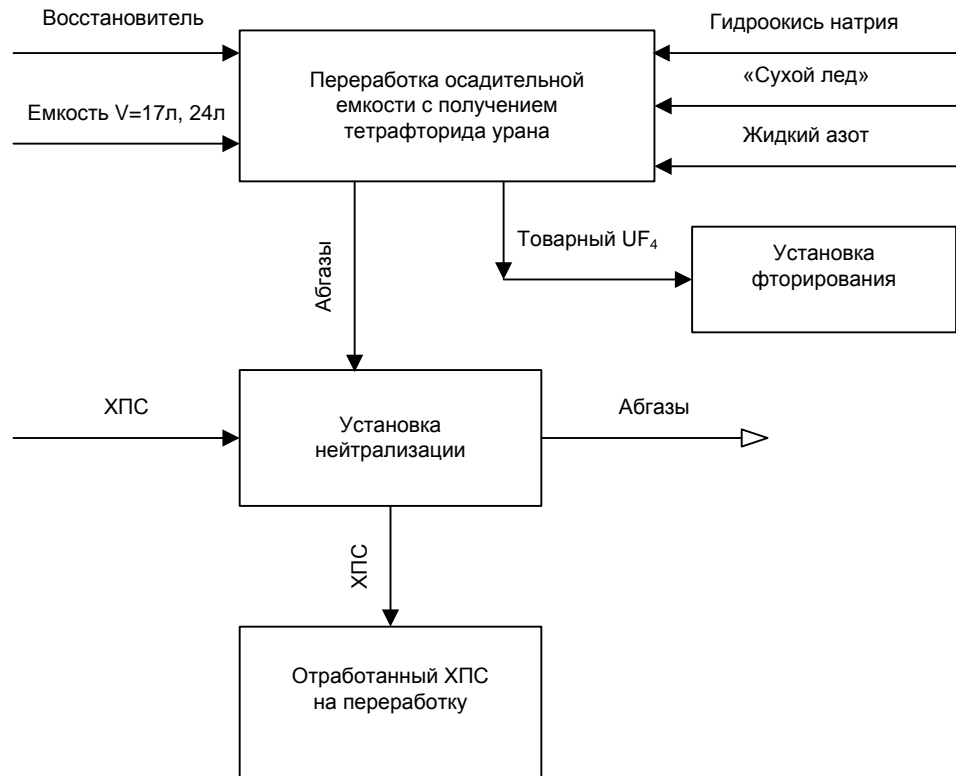 Восстановитель
Гидроокись натрия
Переработка осадительной
емкости с получением
тетрафторида урана
«Сухой лед»
Емкость V=17л, 24л
Жидкий азот
Абгазы
Товарный UF₄
Установка
фторирования
ХПС
Установка
нейтрализации
Абгазы
ХПС
Отработанный ХПС
на переработку